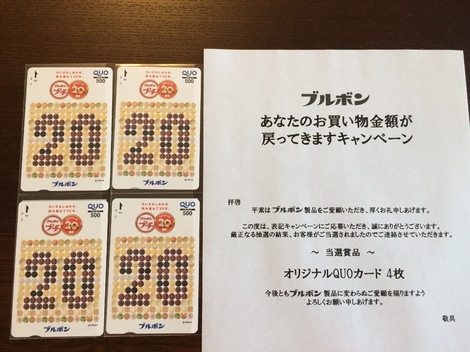 QUO
500
20
ブルボン
QUO
500
20
ブルボン
QUO
500
20
ブルボン
QUO
500
20
ブルボン
ブルボン
あなたのお買い物金額が
戻ってきますキャンペーン
拝啓
平素はブルボン製品をご愛顧いただき、厚くお礼申しあげます。
この度は、表記キャンペーンにご応募いただき、誠にありがとうございます。
厳正なる抽選の結果、お客様がご当選されましたのでご連絡させていただきます。
～ 当選賞品 ～
オリジナルQUOカード 4枚
今後ともブルボン製品に変わらぬご愛顧を賜りますよう
よろしくお願い申しあげます。
敬具